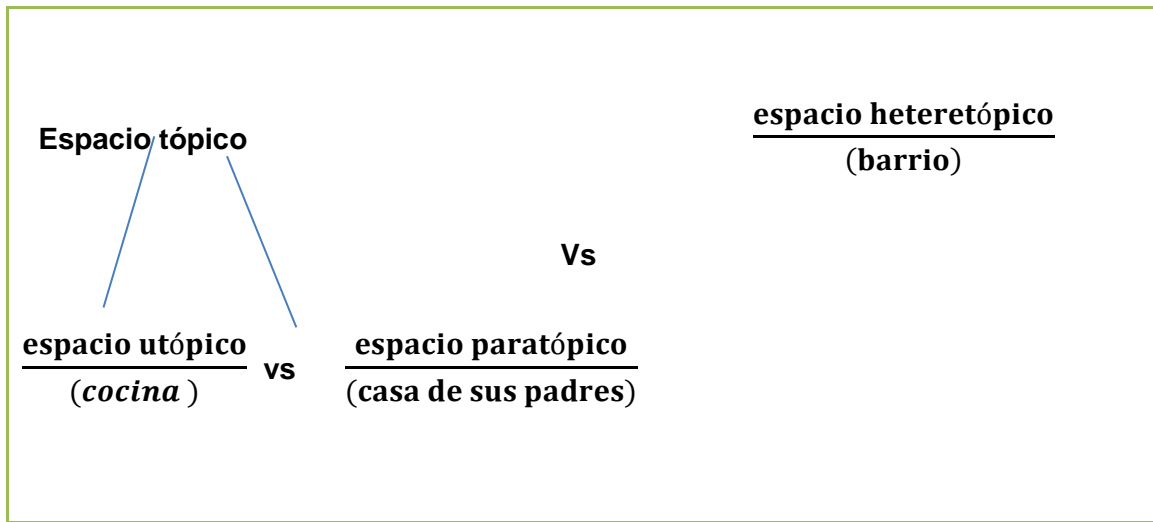 Espacio tópico
espacio heteretópico
(barrio)
Vs
espacio utópico
(cocina )
vs
espacio paratópico
(casa de sus padres)